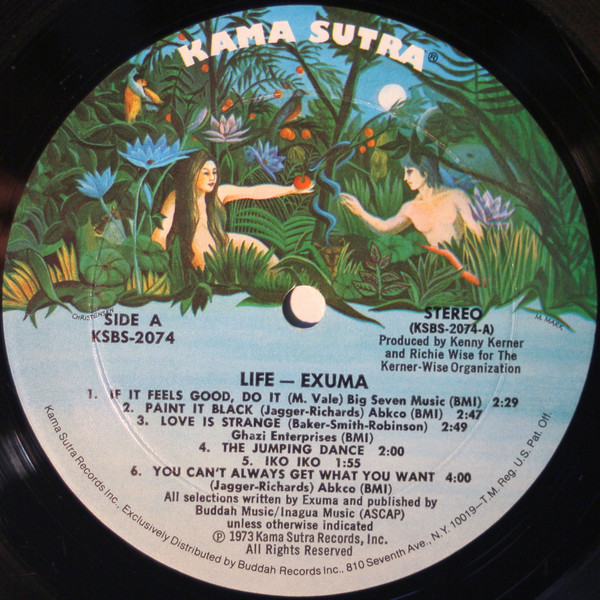 KAMA SUTRA®
CHRISTENSEN
M. MARK
SIDE A
KSBS-2074
STEREO
(KSBS-2074-A)
Produced by Kenny Kerner
and Richie Wise for The
Kerner-Wise Organization
LIFE — EXUMA
1. IF IT FEELS GOOD, DO IT (M. Vale) Big Seven Music (BMI) 2:29
2. PAINT IT BLACK (Jagger-Richards) Abkco (BMI) 2:47
3. LOVE IS STRANGE (Baker-Smith-Robinson) 2:49
Ghazi Enterprises (BMI)
4. THE JUMPING DANCE 2:00
5. IKO IKO 1:55
6. YOU CAN'T ALWAYS GET WHAT YOU WANT 4:00
(Jagger-Richards) Abkco (BMI)
All selections written by Exuma and published by
Buddah Music/Inagua Music (ASCAP)
unless otherwise indicated
℗ 1973 Kama Sutra Records, Inc.
All Rights Reserved
Kama Sutra Records Inc., Exclusively Distributed by Buddah Records Inc., 810 Seventh Ave., N.Y. 10019—T.M. Reg. U.S. Pat. Off.